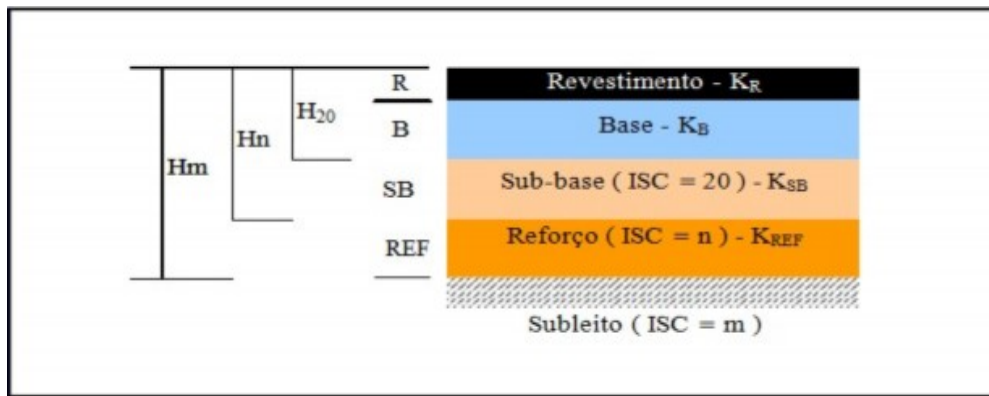 R
Revestimento - KR
H20
B
Base - KB
Hn
Hm
SB
Sub-base ( ISC = 20 ) - KSB
REF
Reforço ( ISC = n ) - KREF
Subleito ( ISC = m )